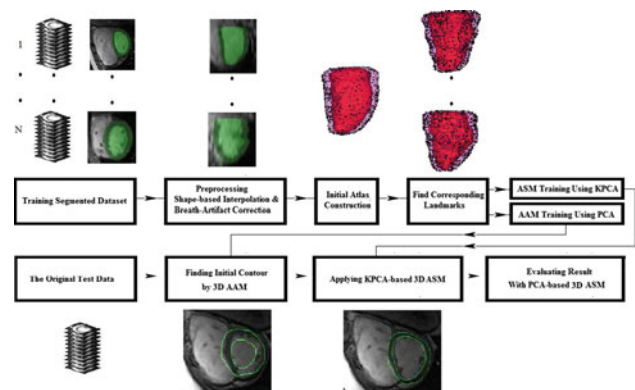 1
N
Training Segmented Dataset
Preprocessing
Shape-based Interpolation &
Breath-Artifact Correction
Initial Atlas
Construction
Find Corresponding
Landmarks
ASM Training Using KPCA
AAM Training Using PCA
The Original Test Data
Finding Initial Contour
by 3D AAM
Applying KPCA-based 3D ASM
Evaluating Result
With PCA-based 3D ASM